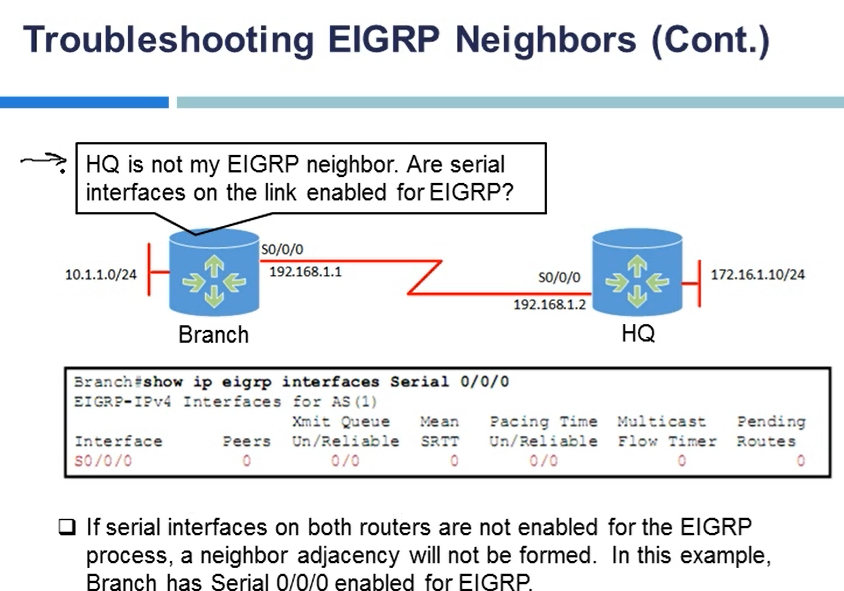 Troubleshooting EIGRP Neighbors (Cont.)
HQ is not my EIGRP neighbor. Are serial
interfaces on the link enabled for EIGRP?
S0/0/0
10.1.1.0/24
192.168.1.1
S0/0/0
172.16.1.10/24
192.168.1.2
Branch
HQ
Branch#show ip eigrp interfaces Serial 0/0/0
EIGRP-IPv4 Interfaces for AS(1)
Xmit Queue Mean Pacing Time Multicast Pending
Interface Peers Un/Reliable SRTT Un/Reliable Flow Timer Routes
S0/0/0 0 0/0 0 0/0 0 0
If serial interfaces on both routers are not enabled for the EIGRP
process, a neighbor adjacency will not be formed. In this example,
Branch has Serial 0/0/0 enabled for EIGRP.